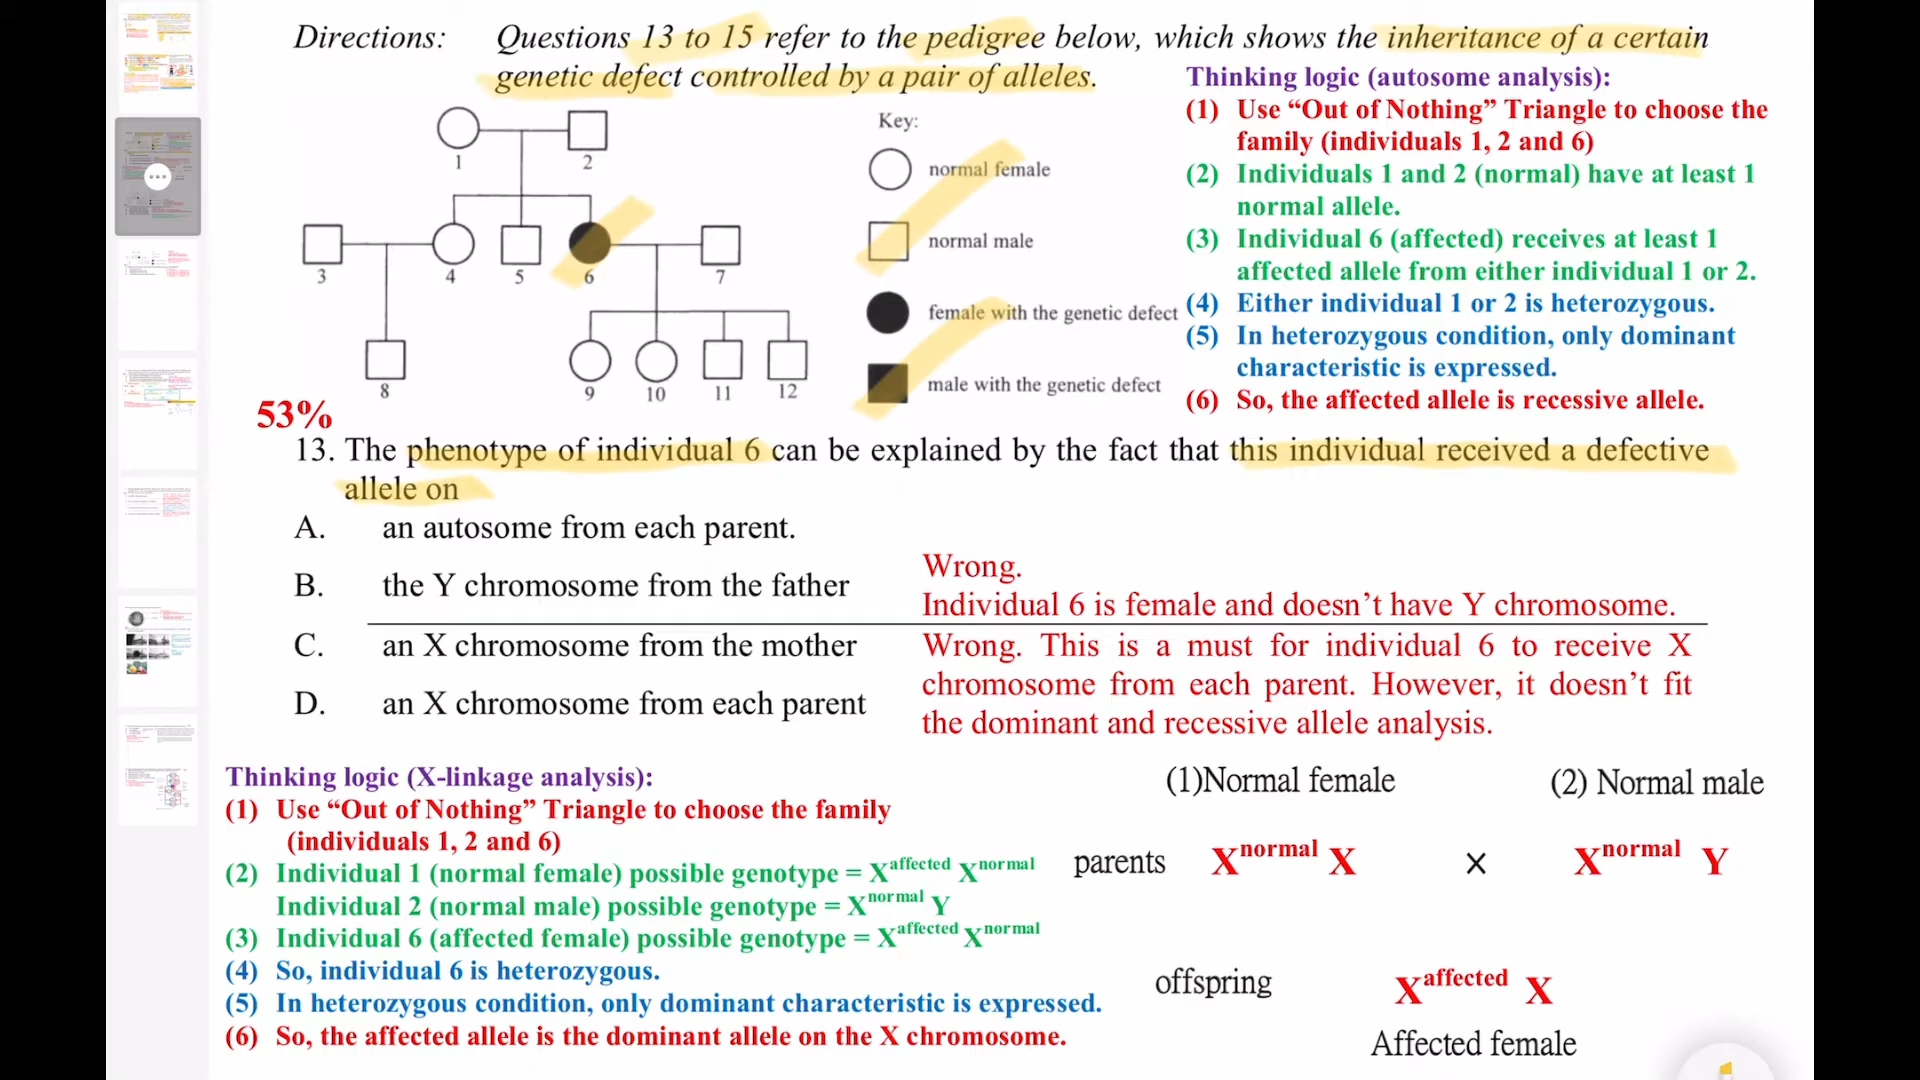 Directions: Questions 13 to 15 refer to the pedigree below, which shows the inheritance of a certain
genetic defect controlled by a pair of alleles.
1
2
3
4
5
6
7
8
9
10
11
12
Key:
normal female
normal male
female with the genetic defect
male with the genetic defect
Thinking logic (autosome analysis):
(1) Use “Out of Nothing” Triangle to choose the
family (individuals 1, 2 and 6)
(2) Individuals 1 and 2 (normal) have at least 1
normal allele.
(3) Individual 6 (affected) receives at least 1
affected allele from either individual 1 or 2.
(4) Either individual 1 or 2 is heterozygous.
(5) In heterozygous condition, only dominant
characteristic is expressed.
(6) So, the affected allele is recessive allele.
53%
13. The phenotype of individual 6 can be explained by the fact that this individual received a defective
allele on
A. an autosome from each parent.
B. the Y chromosome from the father
Wrong.
Individual 6 is female and doesn’t have Y chromosome.
C. an X chromosome from the mother
D. an X chromosome from each parent
Wrong. This is a must for individual 6 to receive X
chromosome from each parent. However, it doesn’t fit
the dominant and recessive allele analysis.
Thinking logic (X-linkage analysis):
(1) Use “Out of Nothing” Triangle to choose the family
(individuals 1, 2 and 6)
(2) Individual 1 (normal female) possible genotype = X^affected X^normal
Individual 2 (normal male) possible genotype = X^normal Y
(3) Individual 6 (affected female) possible genotype = X^affected X^normal
(4) So, individual 6 is heterozygous.
(5) In heterozygous condition, only dominant characteristic is expressed.
(6) So, the affected allele is the dominant allele on the X chromosome.
(1)Normal female (2) Normal male
parents X^normal X × X^normal Y
offspring X^affected X
Affected female